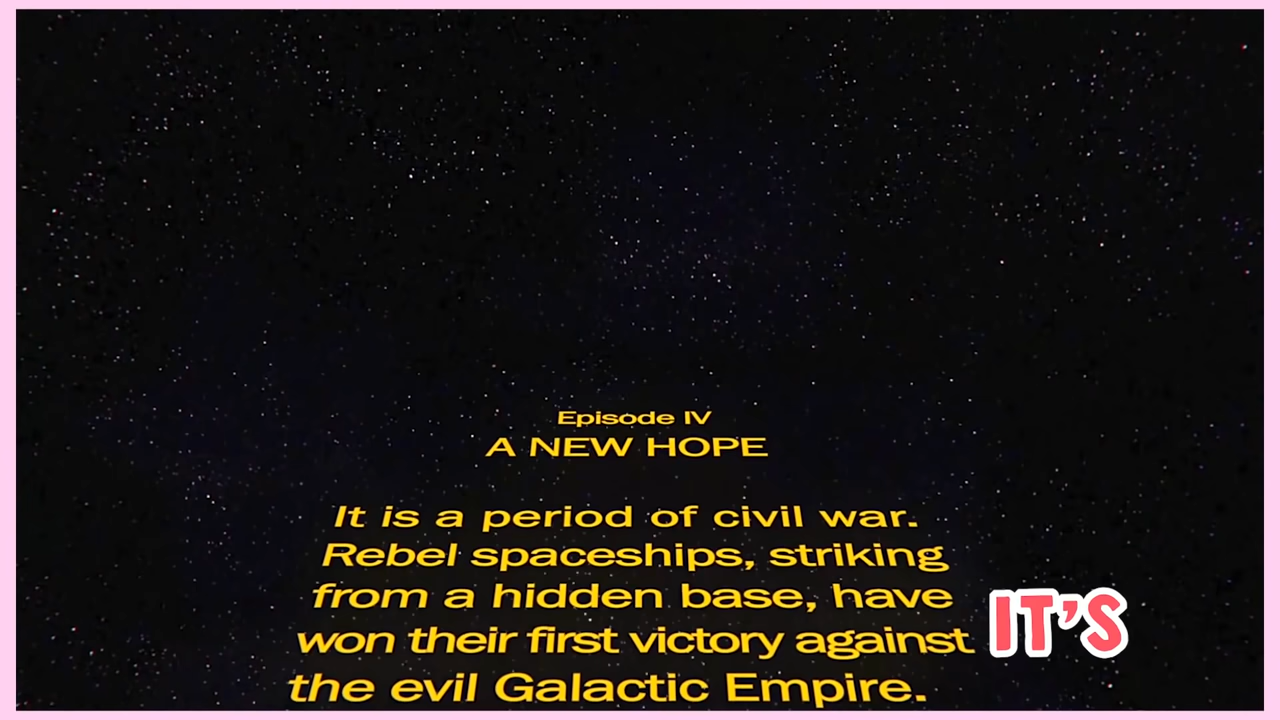 Episode IV
A NEW HOPE
It is a period of civil war.
Rebel spaceships, striking
from a hidden base, have
won their first victory against
the evil Galactic Empire.
IT'S